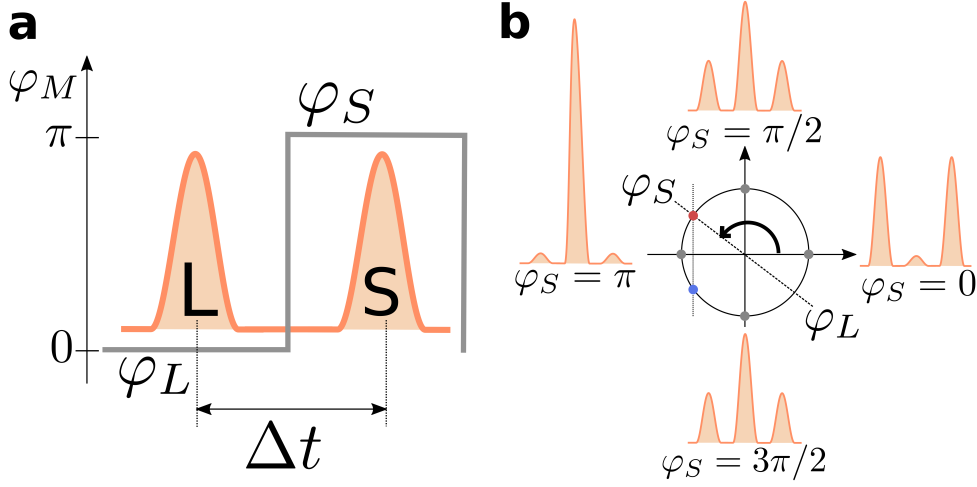 a
φ_M
π
φ_S
L
S
0
φ_L
Δt
b
φ_S = π/2
φ_S
φ_S = π
φ_S = 0
φ_L
φ_S = 3π/2